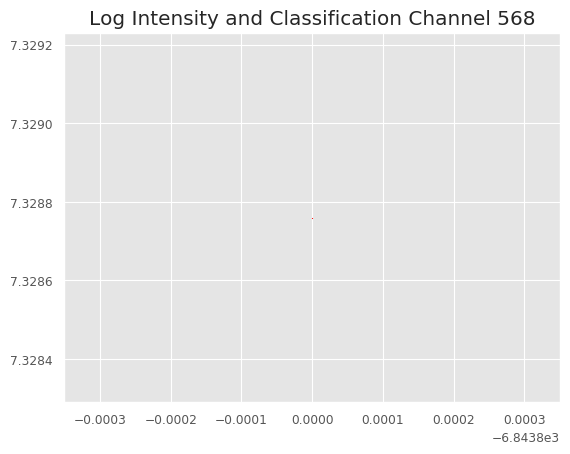 Log Intensity and Classification Channel 568
7.3292
7.3290
7.3288
7.3286
7.3284
−0.0003 −0.0002 −0.0001 0.0000 0.0001 0.0002 0.0003
−6.8438e3